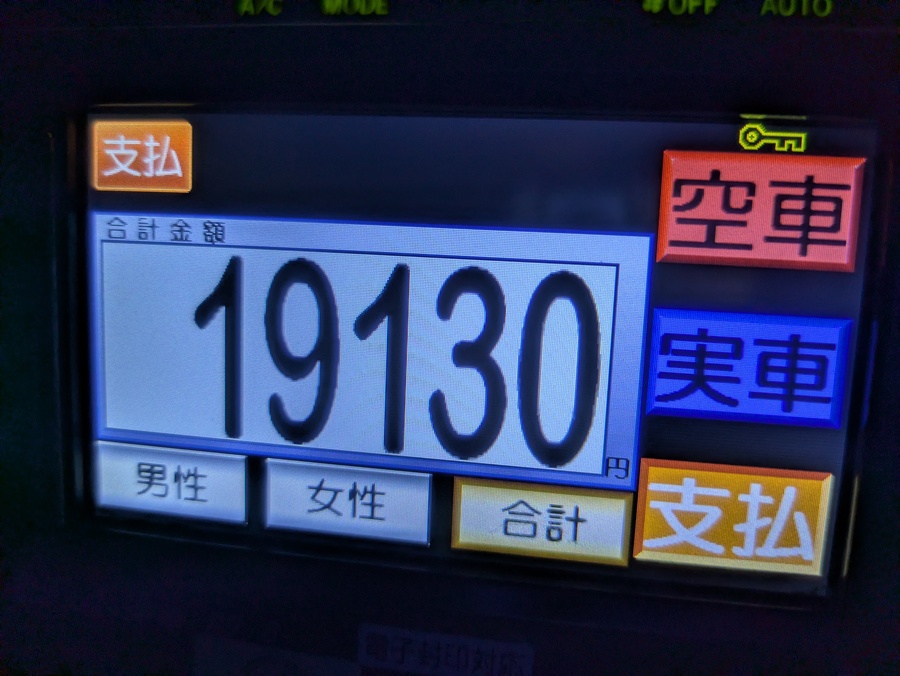 A/C MODE OFF AUTO
支払
空車
合計金額
19130
円
実車
男性 女性 合計 支払
電子封印対応